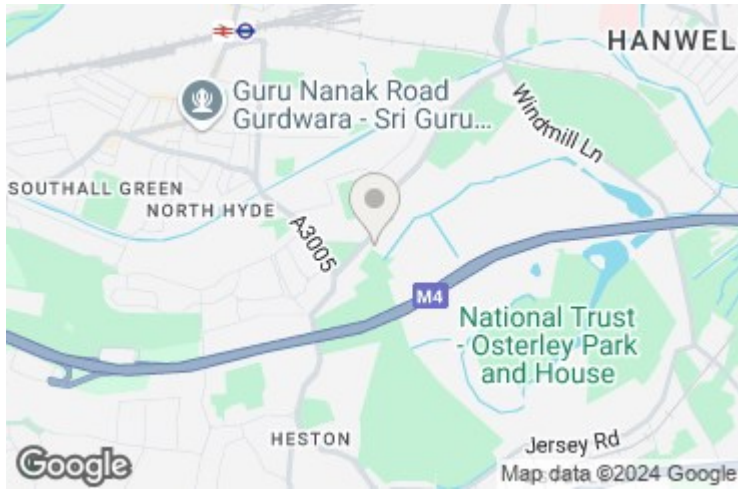 HANWEL
Guru Nanak Road
Gurdwara - Sri Guru...
Windmill Ln
SOUTHALL GREEN
NORTH HYDE
A3005
M4
National Trust
- Osterley Park
and House
HESTON
Jersey Rd
Google
Map data ©2024 Google